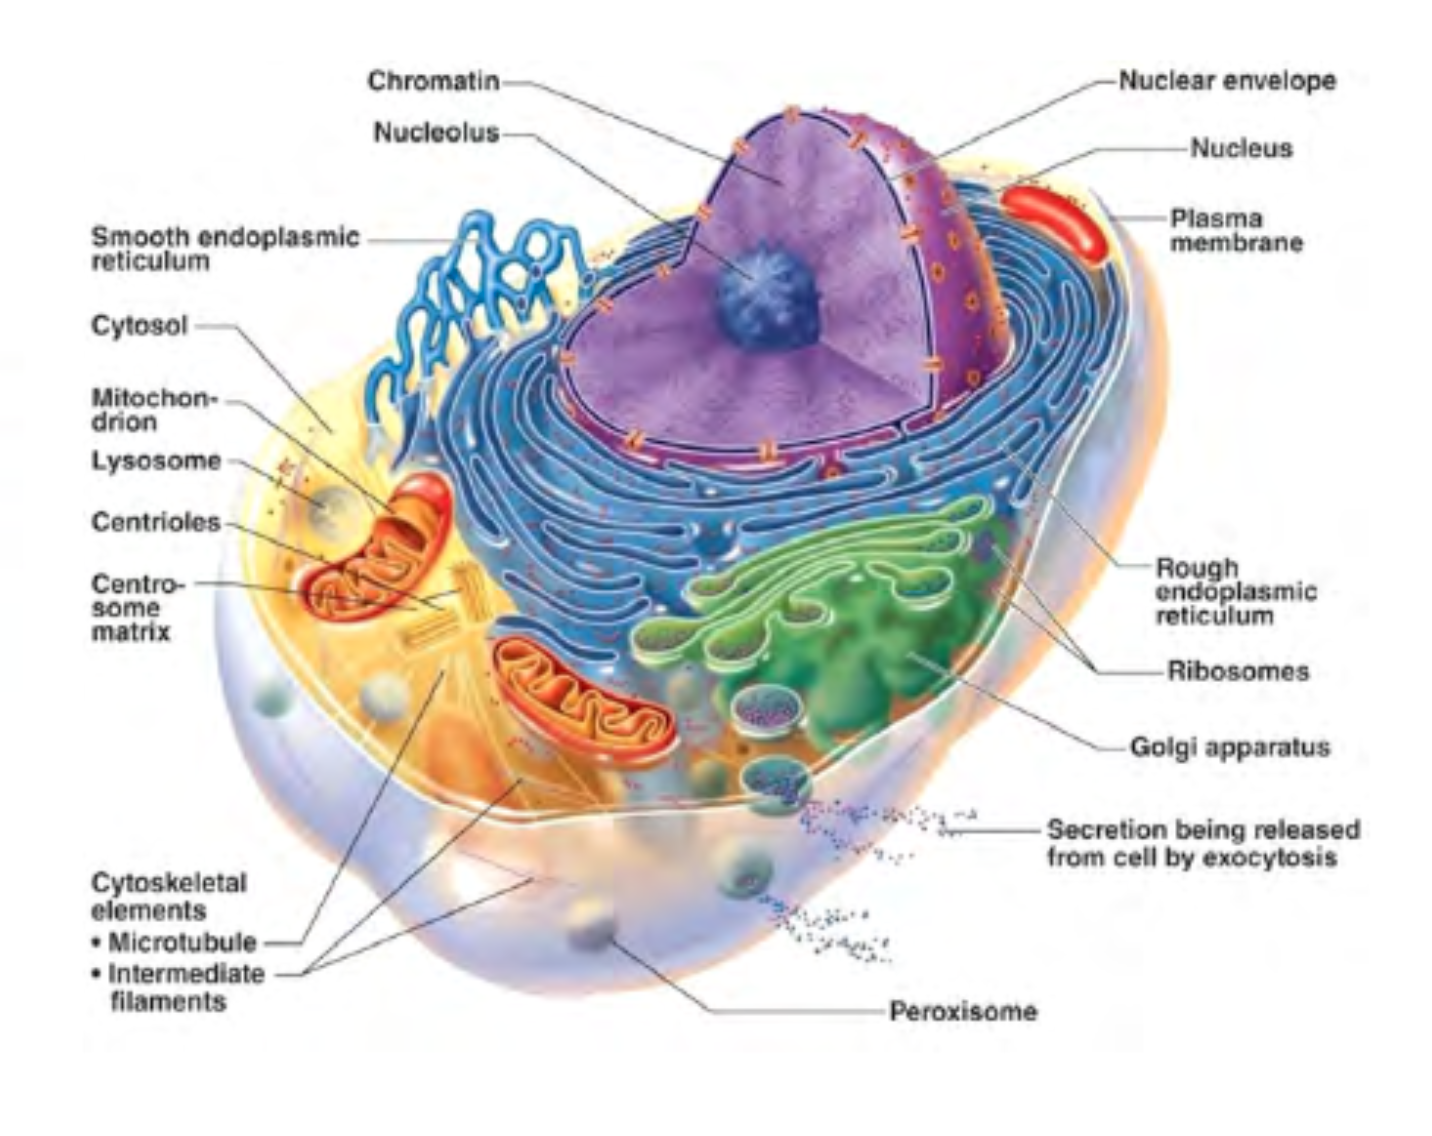 Chromatin
Nucleolus
Smooth endoplasmic
reticulum
Cytosol
Mitochon-
drion
Lysosome
Centrioles
Centro-
some
matrix
Cytoskeletal
elements
• Microtubule
• Intermediate
filaments
Nuclear envelope
Nucleus
Plasma
membrane
Rough
endoplasmic
reticulum
Ribosomes
Golgi apparatus
Secretion being released
from cell by exocytosis
Peroxisome